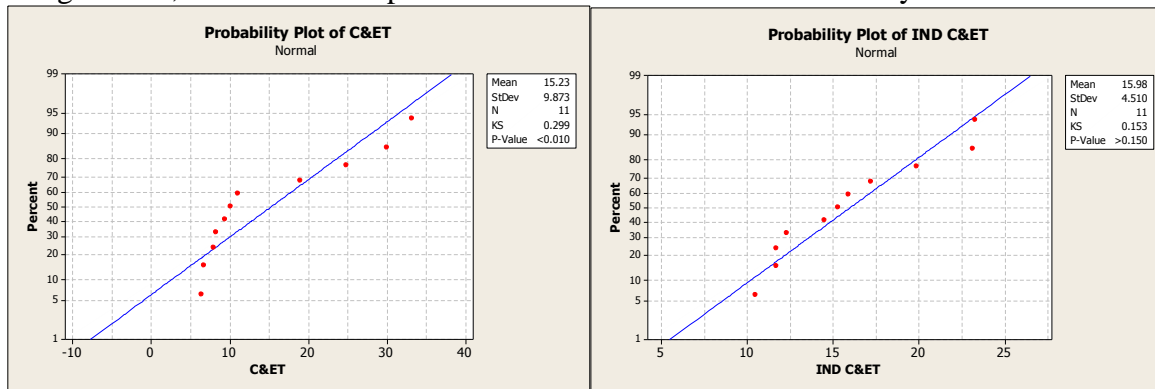 Probability Plot of C&ET
Normal
Mean 15.23
StDev 9.873
N 11
KS 0.299
P-Value <0.010
99
95
90
80
70
60
50
40
30
20
10
5
1
Percent
-10 0 10 20 30 40
C&ET
Probability Plot of IND C&ET
Normal
Mean 15.98
StDev 4.510
N 11
KS 0.153
P-Value >0.150
99
95
90
80
70
60
50
40
30
20
10
5
1
Percent
5 10 15 20 25
IND C&ET